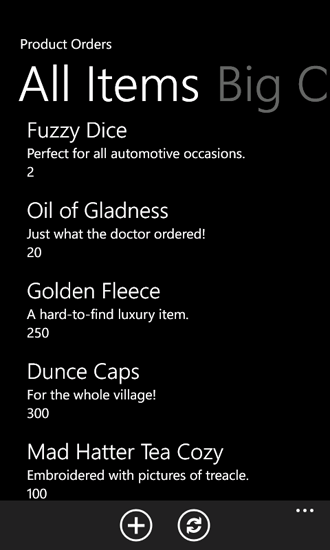 Product Orders
All Items Big C
Fuzzy Dice
Perfect for all automotive occasions.
2
Oil of Gladness
Just what the doctor ordered!
20
Golden Fleece
A hard-to-find luxury item.
250
Dunce Caps
For the whole village!
300
Mad Hatter Tea Cozy
Embroidered with pictures of treacle.
100